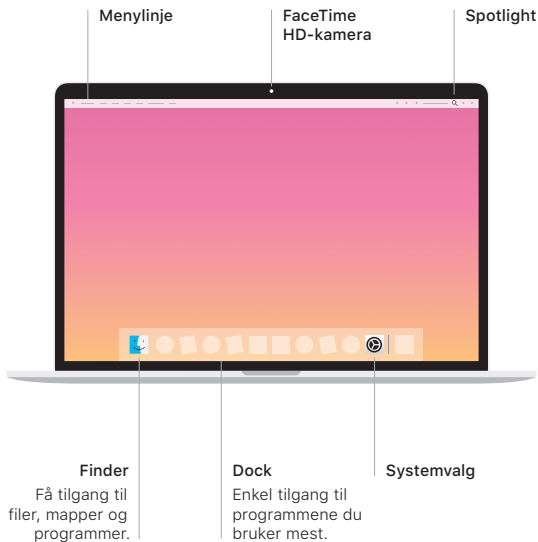 Menylinje
FaceTime
HD-kamera
Spotlight
Finder
Få tilgang til
filer, mapper og
programmer.
Dock
Enkel tilgang til
programmene du
bruker mest.
Systemvalg